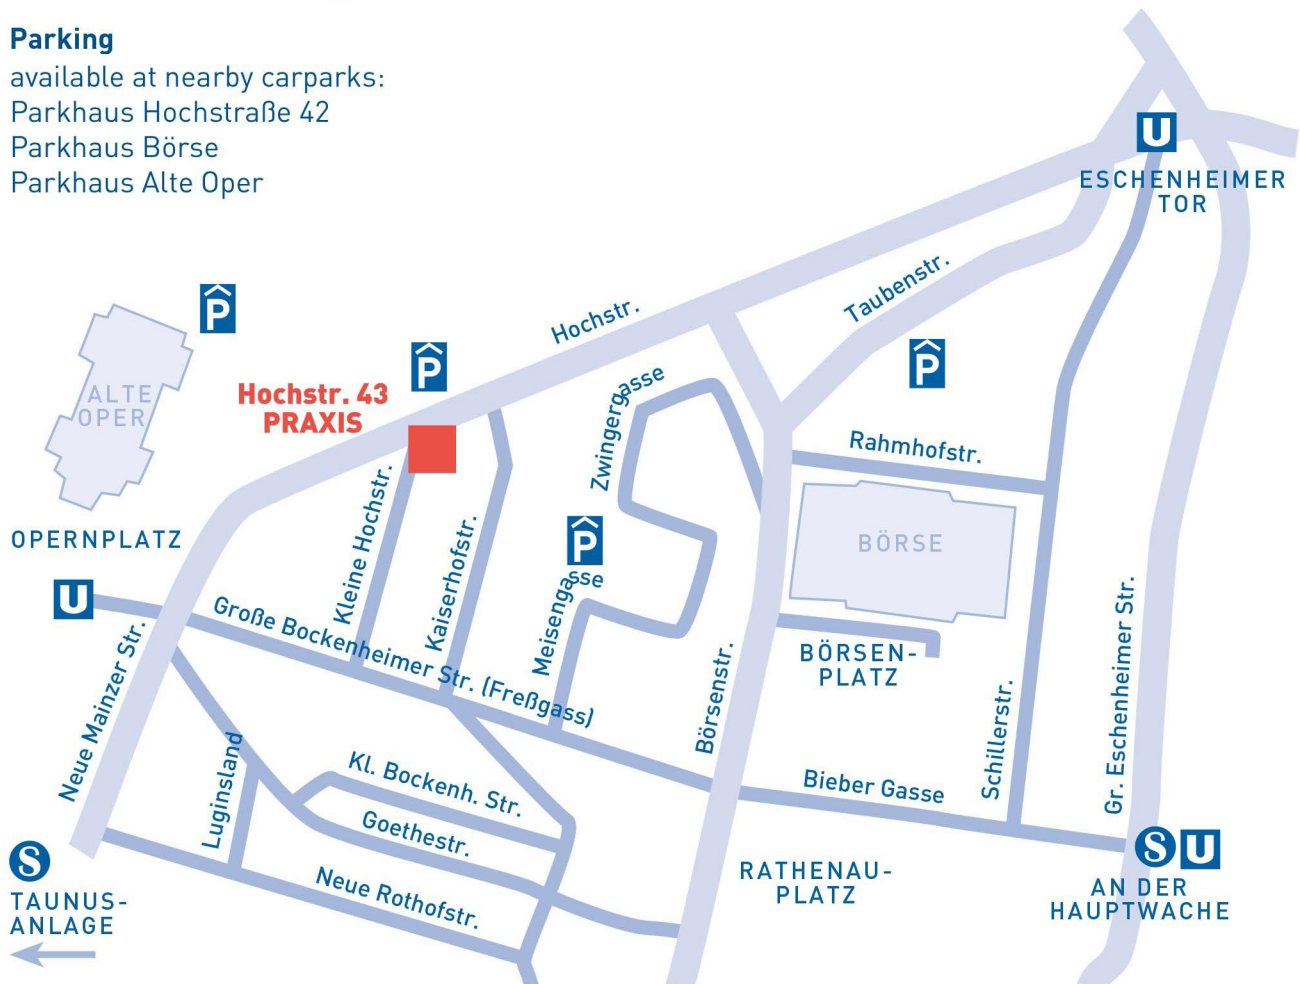 Parking
available at nearby carparks:
Parkhaus Hochstraße 42
Parkhaus Börse
Parkhaus Alte Oper
U
ESCHENHEIMER
TOR
Taubenstr.
Hochstr.
P
P
P
ALTE
OPER
Hochstr. 43
PRAXIS
Zwingergasse
Rahmhofstr.
OPERNPLATZ
Kleine Hochstr.
Kaiserhofstr.
P
BÖRSE
Meisengasse
U
Große Bockenheimer Str. (Freßgass)
Neue Mainzer Str.
Börsenstr.
BÖRSEN-
PLATZ
Schillerstr.
Gr. Eschenheimer Str.
Luginsland
Kl. Bockenh. Str.
Bieber Gasse
Goethestr.
Neue Rothofstr.
S
TAUNUS-
ANLAGE
RATHENAU-
PLATZ
S U
AN DER
HAUPTWACHE